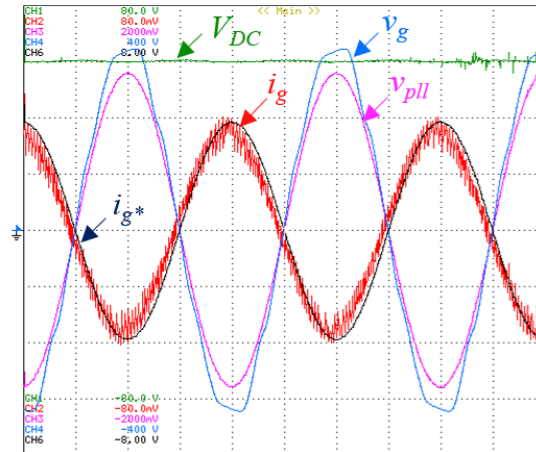 CH1 80.0 V << Main >>
CH2 80.0mV
CH3 2000mV
CH4 400 V
CH6 8.00 V
V_DC
v_g
i_g
v_pll
i_g*
CH1 -80.0 V
CH2 -80.0mV
CH3 -2000mV
CH4 -400 V
CH6 -8.00 V